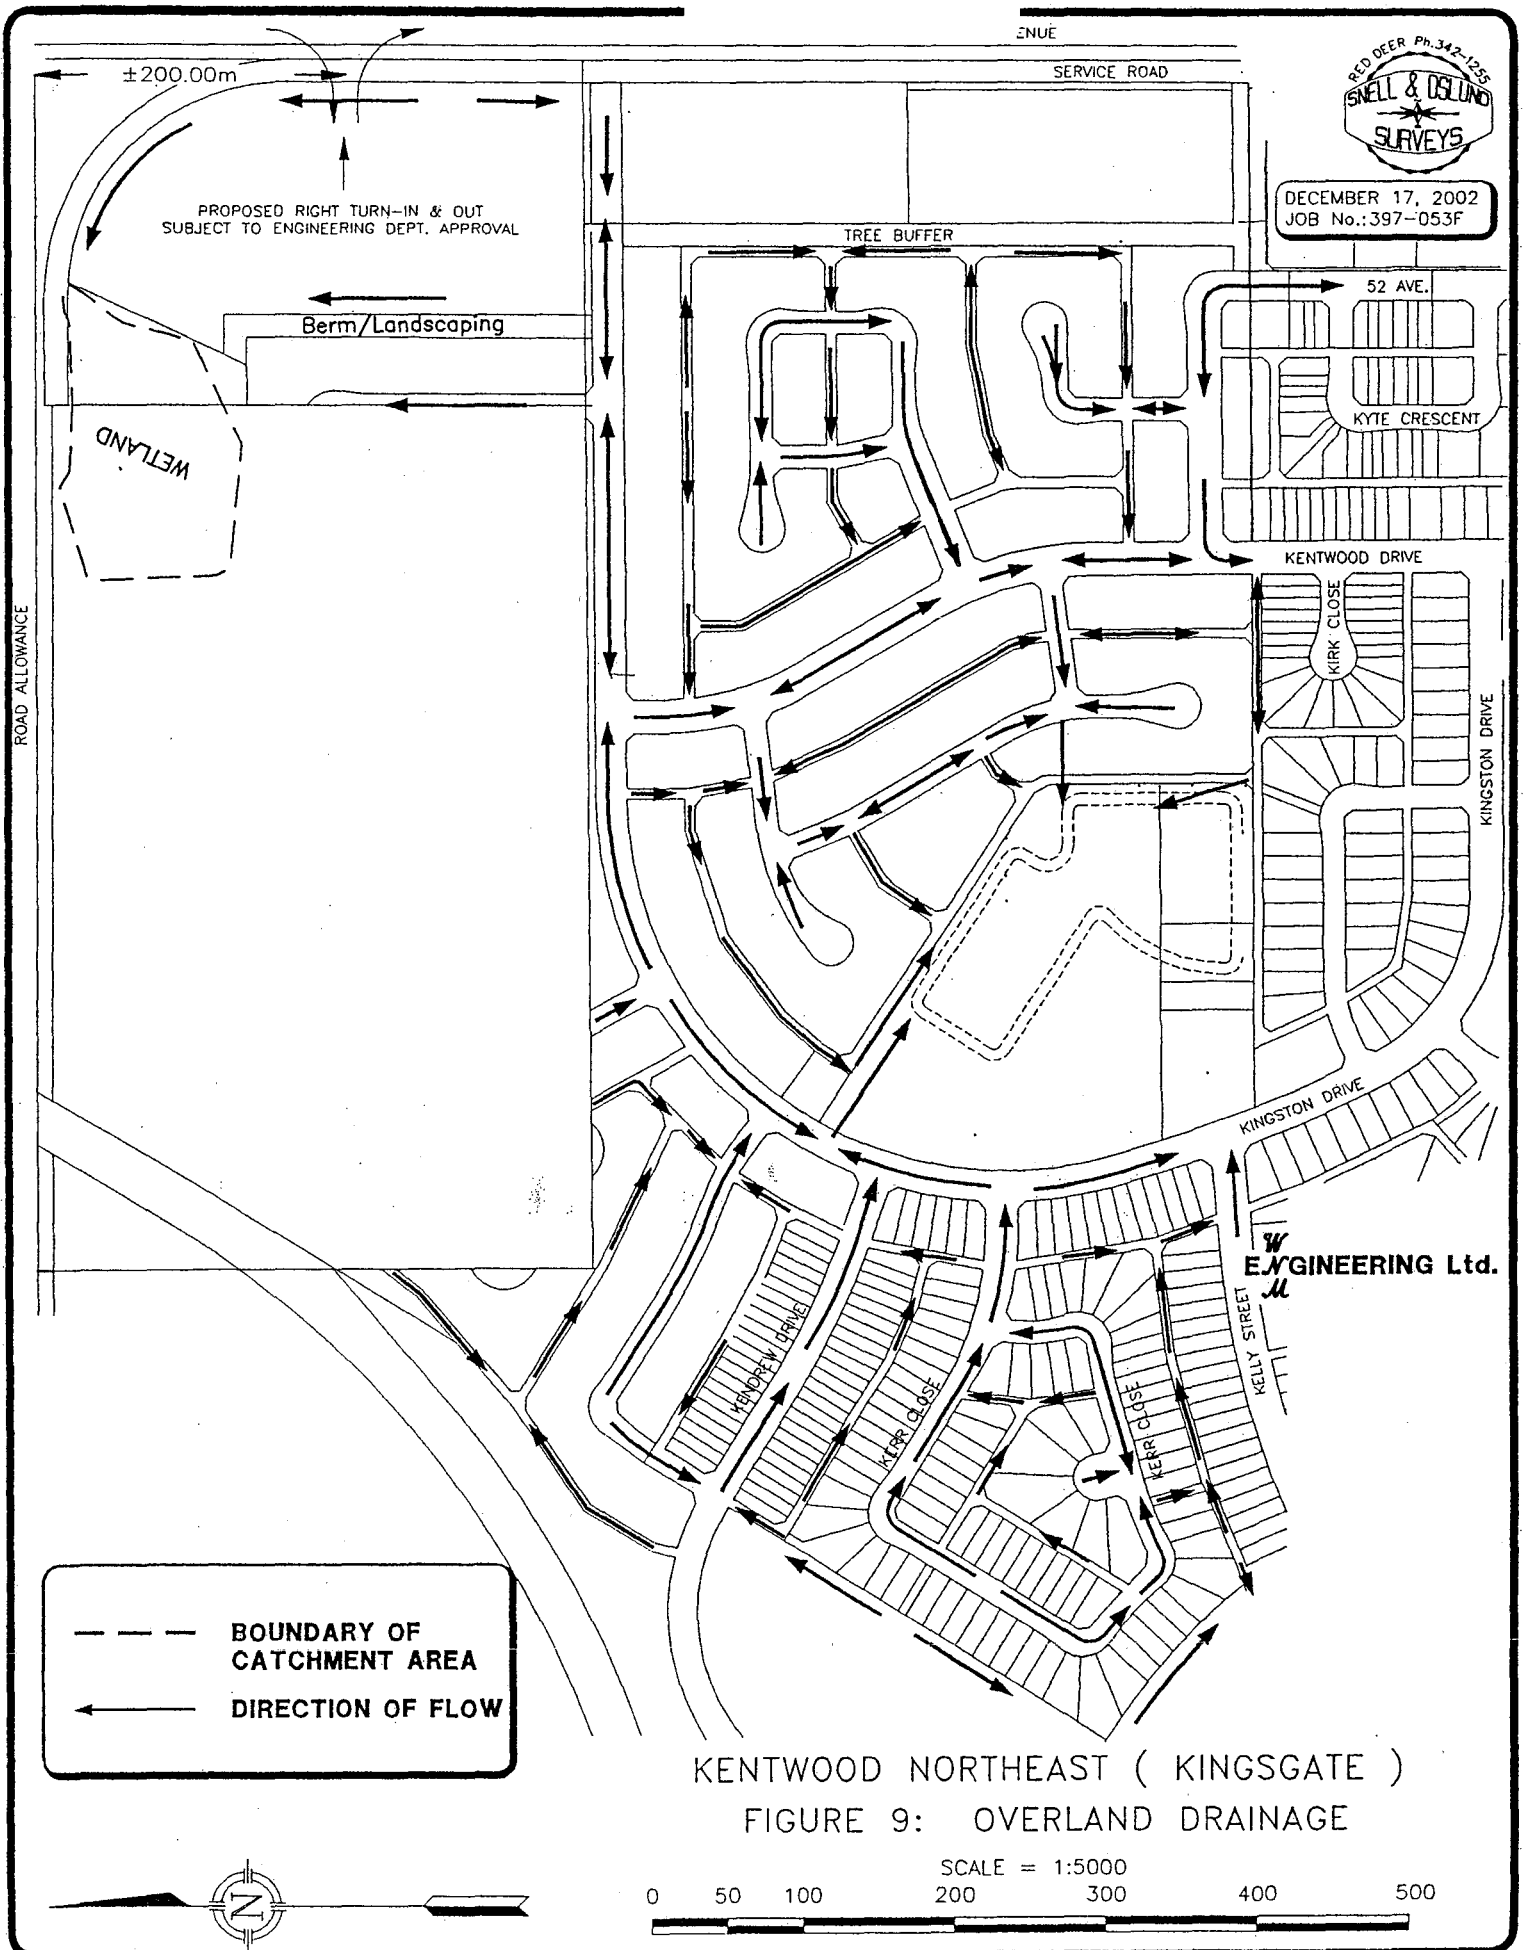 ENUE
±200.00m
SERVICE ROAD
RED DEER Ph.342-1255
SNELL & OSLUND
SURVEYS
DECEMBER 17, 2002
JOB No.:397-053F
PROPOSED RIGHT TURN-IN & OUT
SUBJECT TO ENGINEERING DEPT. APPROVAL
TREE BUFFER
52 AVE.
Berm/Landscaping
KYTE CRESCENT
WETLAND
KENTWOOD DRIVE
KIRK CLOSE
ROAD ALLOWANCE
KINGSTON DRIVE
KINGSTON DRIVE
W
ENGINEERING Ltd.
M
KELLY STREET
KENDREW DRIVE
KERR CLOSE
KERR CLOSE
BOUNDARY OF
CATCHMENT AREA
DIRECTION OF FLOW
KENTWOOD NORTHEAST ( KINGSGATE )
FIGURE 9: OVERLAND DRAINAGE
SCALE = 1:5000
0 50 100 200 300 400 500
N